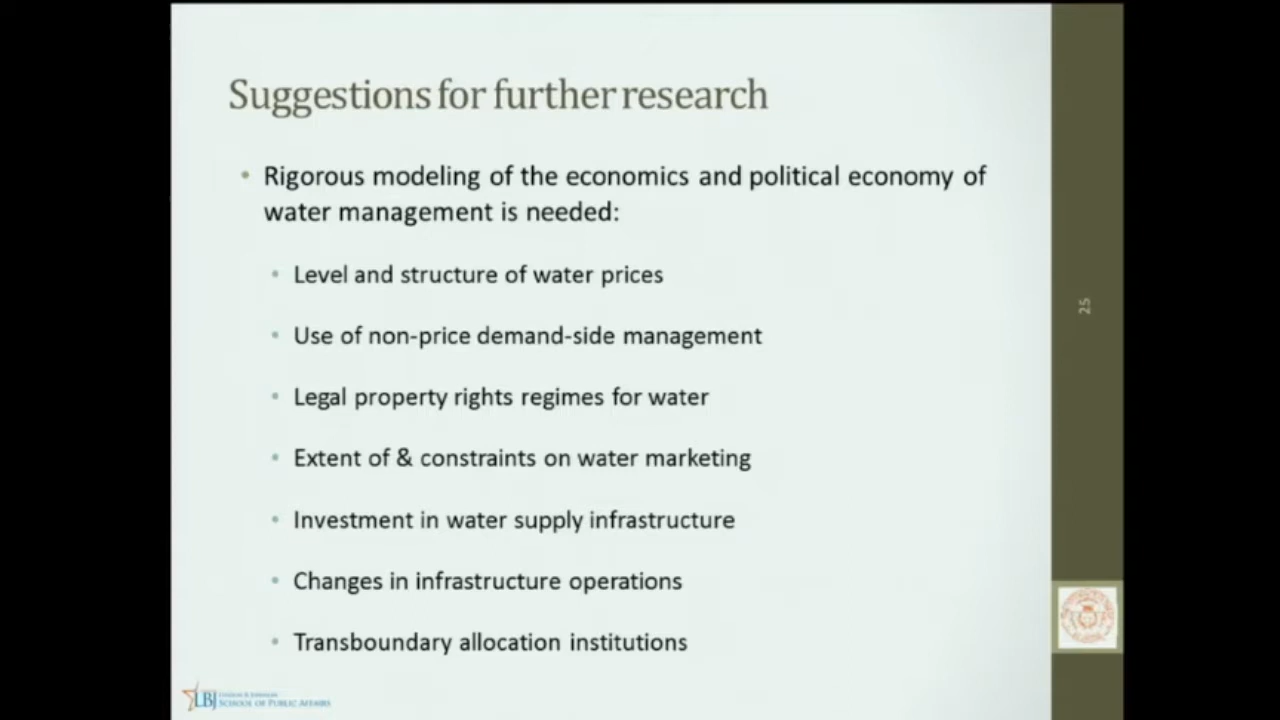 Suggestions for further research
• Rigorous modeling of the economics and political economy of
water management is needed:
• Level and structure of water prices
• Use of non-price demand-side management
• Legal property rights regimes for water
• Extent of & constraints on water marketing
• Investment in water supply infrastructure
• Changes in infrastructure operations
• Transboundary allocation institutions
25
LBJ
SCHOOL OF PUBLIC AFFAIRS